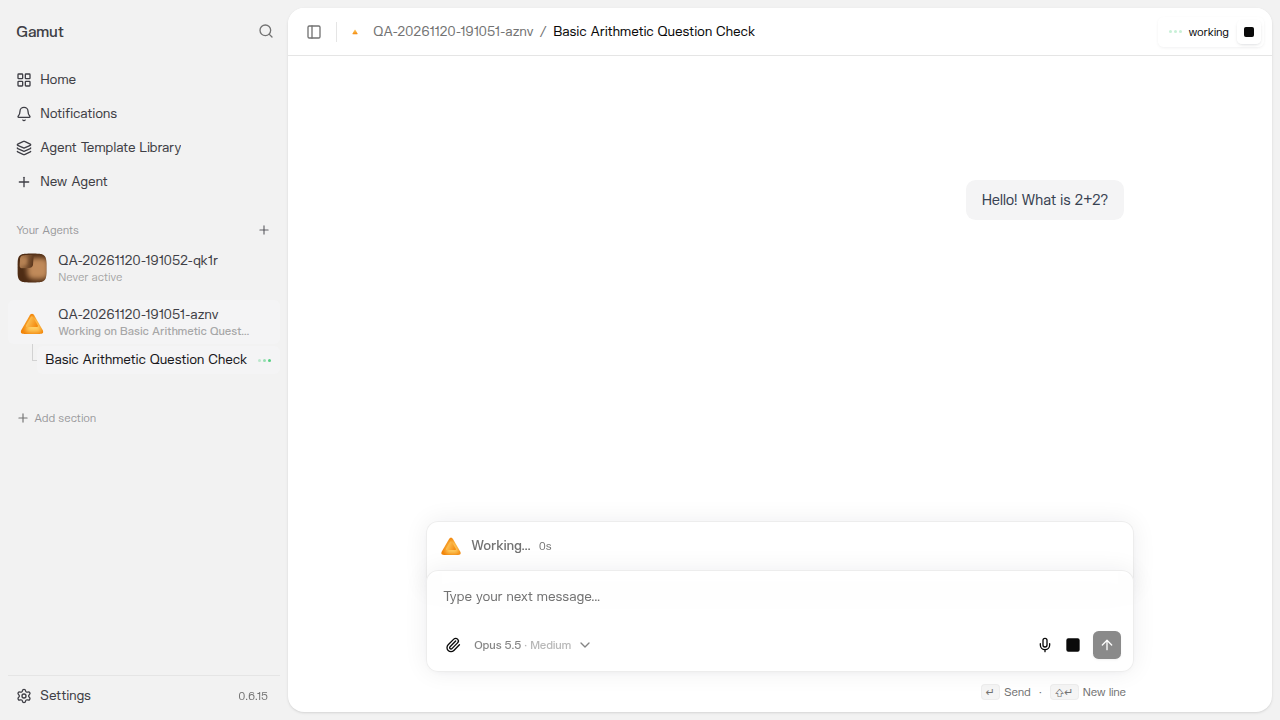 Gamut
Home
Notifications
Agent Template Library
New Agent
Your Agents
QA-20261120-191052-qk1r
Never active
QA-20261120-191051-aznv
Working on Basic Arithmetic Quest...
Basic Arithmetic Question Check
Add section
Settings
0.6.15
QA-20261120-191051-aznv / Basic Arithmetic Question Check
working
Hello! What is 2+2?
Working... 0s
Type your next message...
Opus 5.5 · Medium
Send · New line